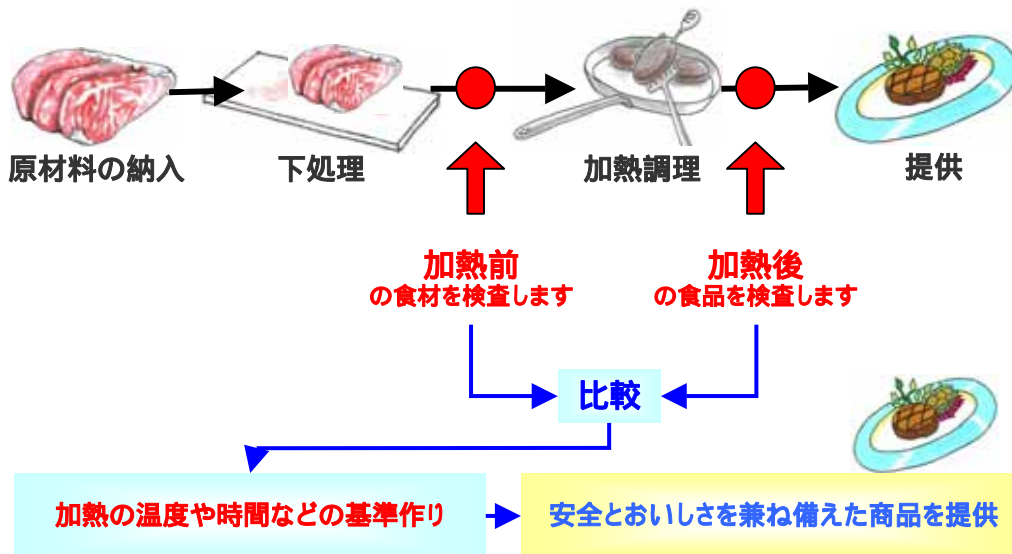 原材料の納入
下処理
加熱調理
提供
加熱前
の食材を検査します
加熱後
の食品を検査します
比較
加熱の温度や時間などの基準作り
安全とおいしさを兼ね備えた商品を提供